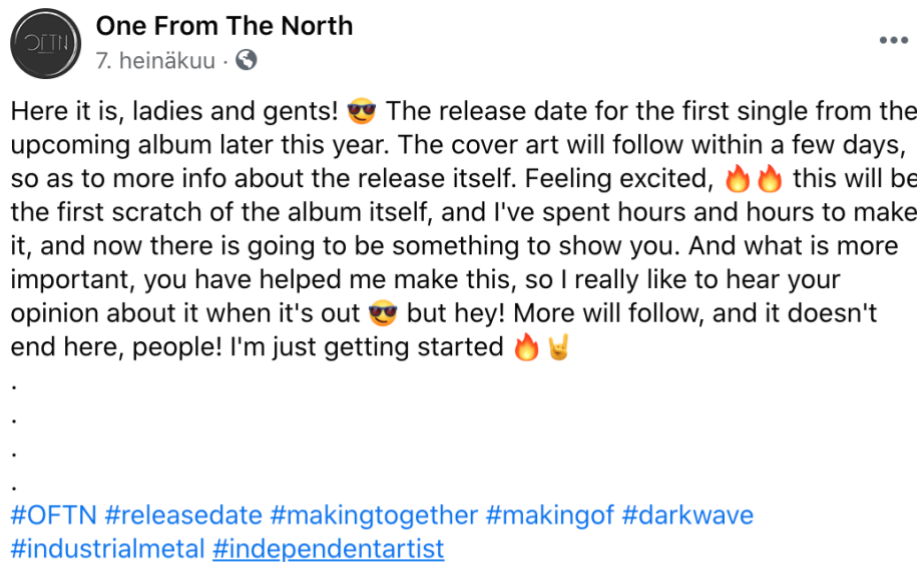 OFTN
One From The North
7. heinäkuu ·
Here it is, ladies and gents! 😎 The release date for the first single from the
upcoming album later this year. The cover art will follow within a few days,
so as to more info about the release itself. Feeling excited, 🔥🔥 this will be
the first scratch of the album itself, and I've spent hours and hours to make
it, and now there is going to be something to show you. And what is more
important, you have helped me make this, so I really like to hear your
opinion about it when it's out 😎 but hey! More will follow, and it doesn't
end here, people! I'm just getting started 🔥🤘
.
.
.
.
#OFTN #releasedate #makingtogether #makingof #darkwave
#industrialmetal #independentartist